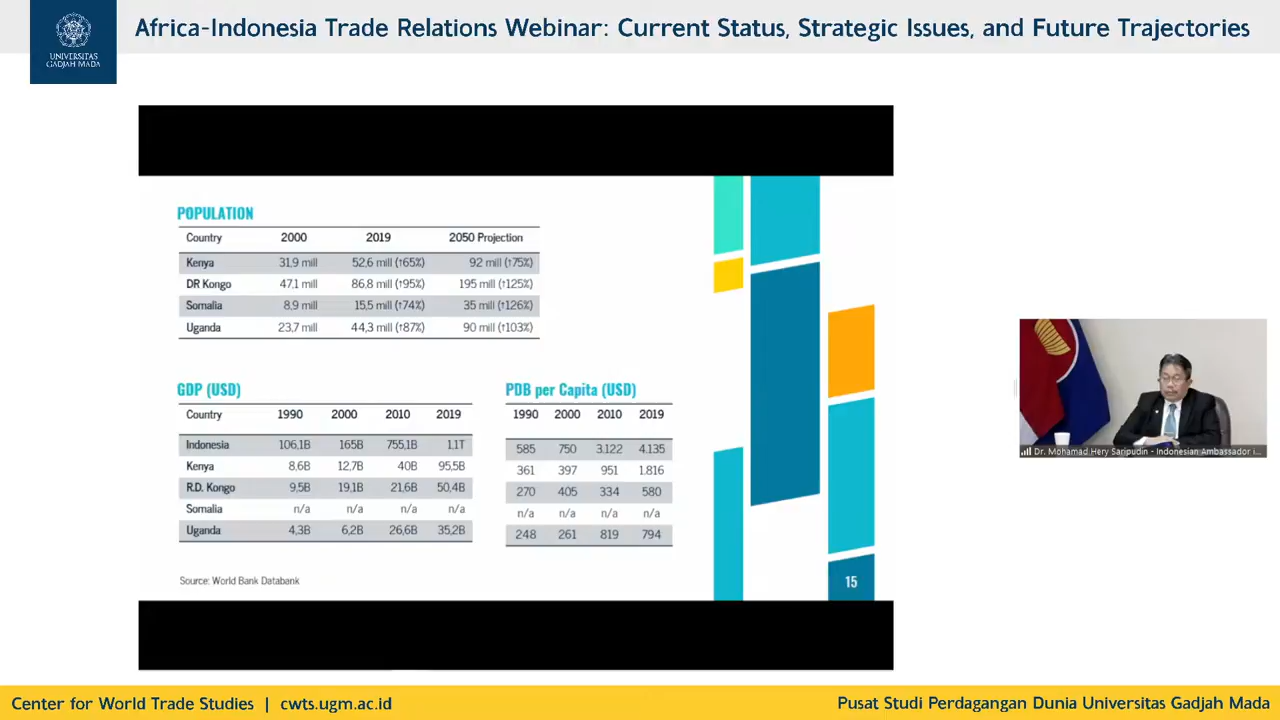 Africa-Indonesia Trade Relations Webinar: Current Status, Strategic Issues, and Future Trajectories
UNIVERSITAS
GADJAH MADA
POPULATION
Country 2000 2019 2050 Projection
Kenya 31,9 mill 52,6 mill (↑65%) 92 mill (↑75%)
DR Kongo 47,1 mill 86,8 mill (↑95%) 195 mill (↑125%)
Somalia 8,9 mill 15,5 mill (↑74%) 35 mill (↑126%)
Uganda 23,7 mill 44,3 mill (↑87%) 90 mill (↑103%)
GDP (USD)
Country 1990 2000 2010 2019
Indonesia 106,1B 165B 755,1B 1.1T
Kenya 8,6B 12,7B 40B 95,5B
R.D. Kongo 9,5B 19,1B 21,6B 50,4B
Somalia n/a n/a n/a n/a
Uganda 4,3B 6,2B 26,6B 35,2B
PDB per Capita (USD)
1990 2000 2010 2019
585 750 3.122 4.135
361 397 951 1.816
270 405 334 580
n/a n/a n/a n/a
248 261 819 794
Source: World Bank Databank
15
Dr. Mohamad Hery Saripudin - Indonesian Ambassador i...
Center for World Trade Studies | cwts.ugm.ac.id
Pusat Studi Perdagangan Dunia Universitas Gadjah Mada